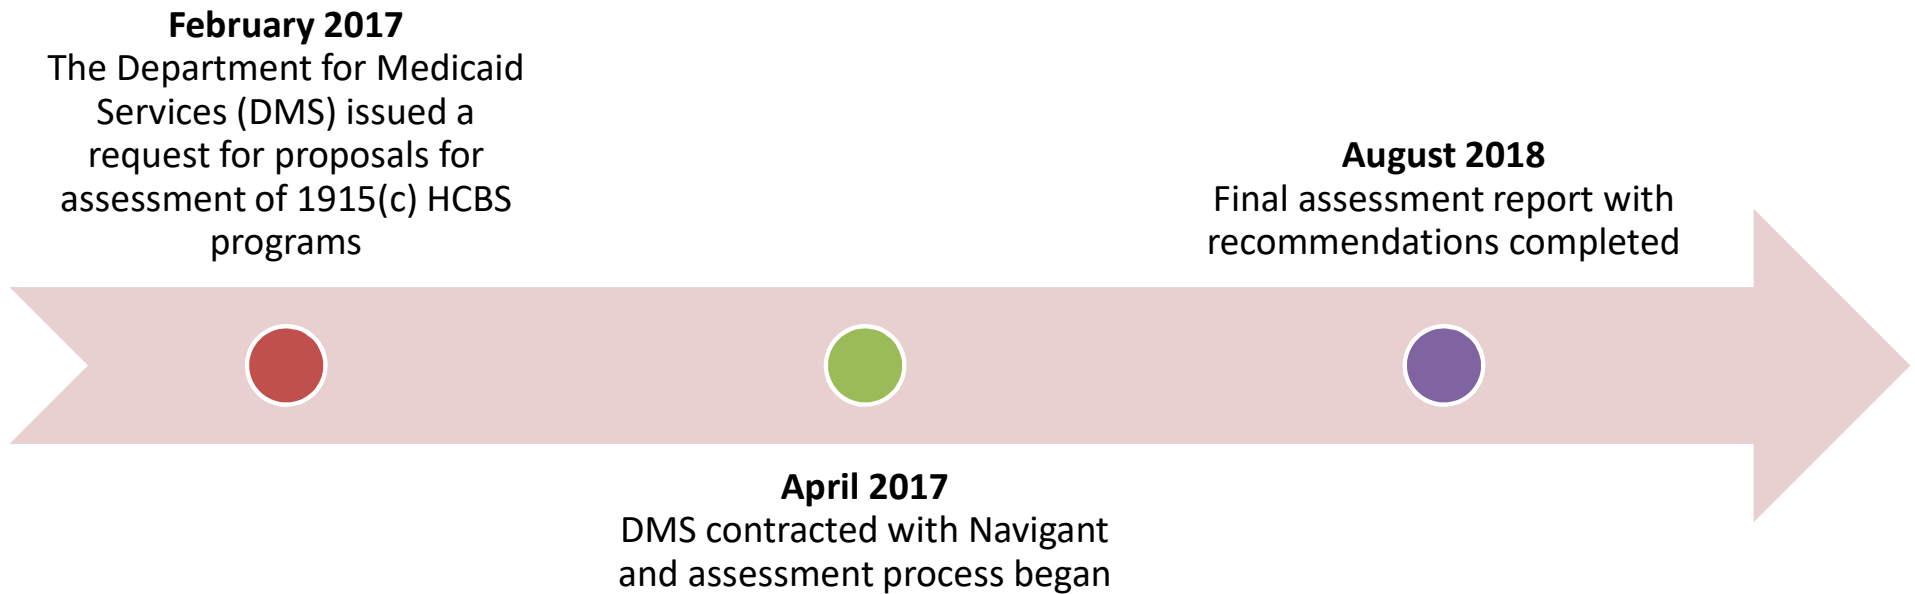 February 2017
The Department for Medicaid
Services (DMS) issued a
request for proposals for
assessment of 1915(c) HCBS
programs
April 2017
DMS contracted with Navigant
and assessment process began
August 2018
Final assessment report with
recommendations completed